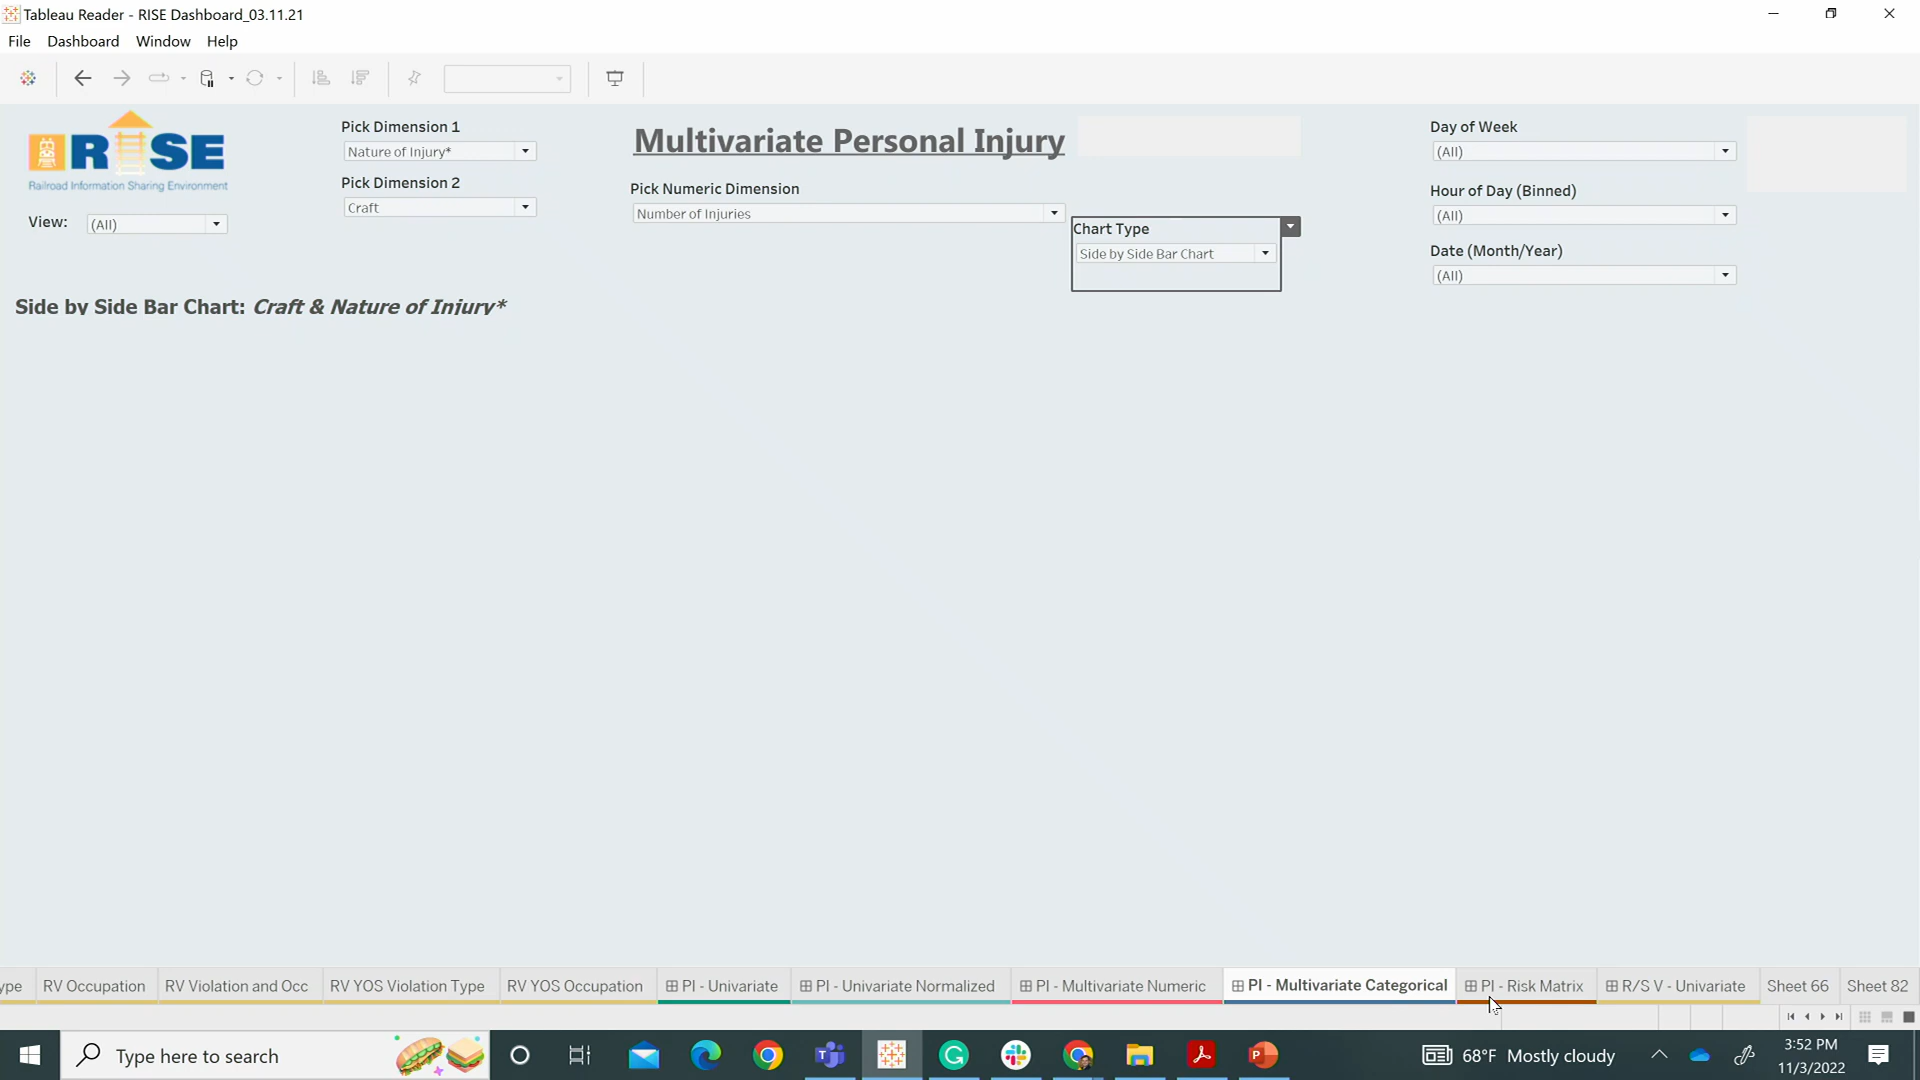 Tableau Reader - RISE Dashboard_03.11.21
File Dashboard Window Help
RISE
Railroad Information Sharing Environment
View: (All)
Pick Dimension 1
Nature of Injury*
Pick Dimension 2
Craft
Multivariate Personal Injury
Pick Numeric Dimension
Number of Injuries
Chart Type
Side by Side Bar Chart
Day of Week
(All)
Hour of Day (Binned)
(All)
Date (Month/Year)
(All)
Side by Side Bar Chart: Craft & Nature of Injury*
ype RV Occupation RV Violation and Occ RV YOS Violation Type RV YOS Occupation PI - Univariate PI - Univariate Normalized PI - Multivariate Numeric PI - Multivariate Categorical PI - Risk Matrix R/S V - Univariate Sheet 66 Sheet 82
Type here to search
68°F Mostly cloudy
3:52 PM
11/3/2022